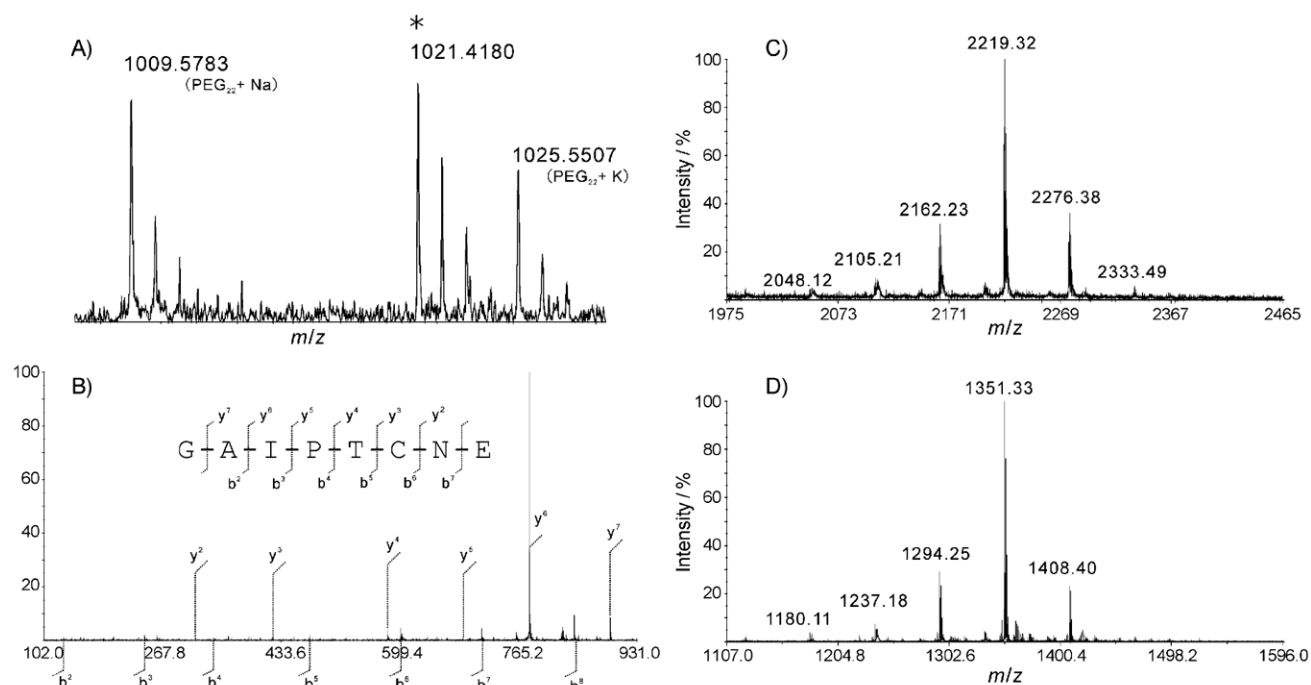 A)
*
1009.5783
(PEG₂₂+ Na)
1021.4180
1025.5507
(PEG₂₂+ K)
m/z
B)
100
80
60
40
20
y⁷ y⁶ y⁵ y⁴ y³ y²
G A I P T C N E
b² b³ b⁴ b⁵ b⁶ b⁷
y² y³ y⁴ y⁵ y⁶ y⁷
102.0 267.8 433.6 599.4 765.2 931.0
b² b³ b⁴ b⁵ b⁶ b⁷ b⁸
C)
Intensity / %
100
80
60
40
20
2048.12
2105.21
2162.23
2219.32
2276.38
2333.49
1975 2073 2171 2269 2367 2465
m/z
D)
Intensity / %
100
80
60
40
20
1180.11
1237.18
1294.25
1351.33
1408.40
1107.0 1204.8 1302.6 1400.4 1498.2 1596.0
m/z